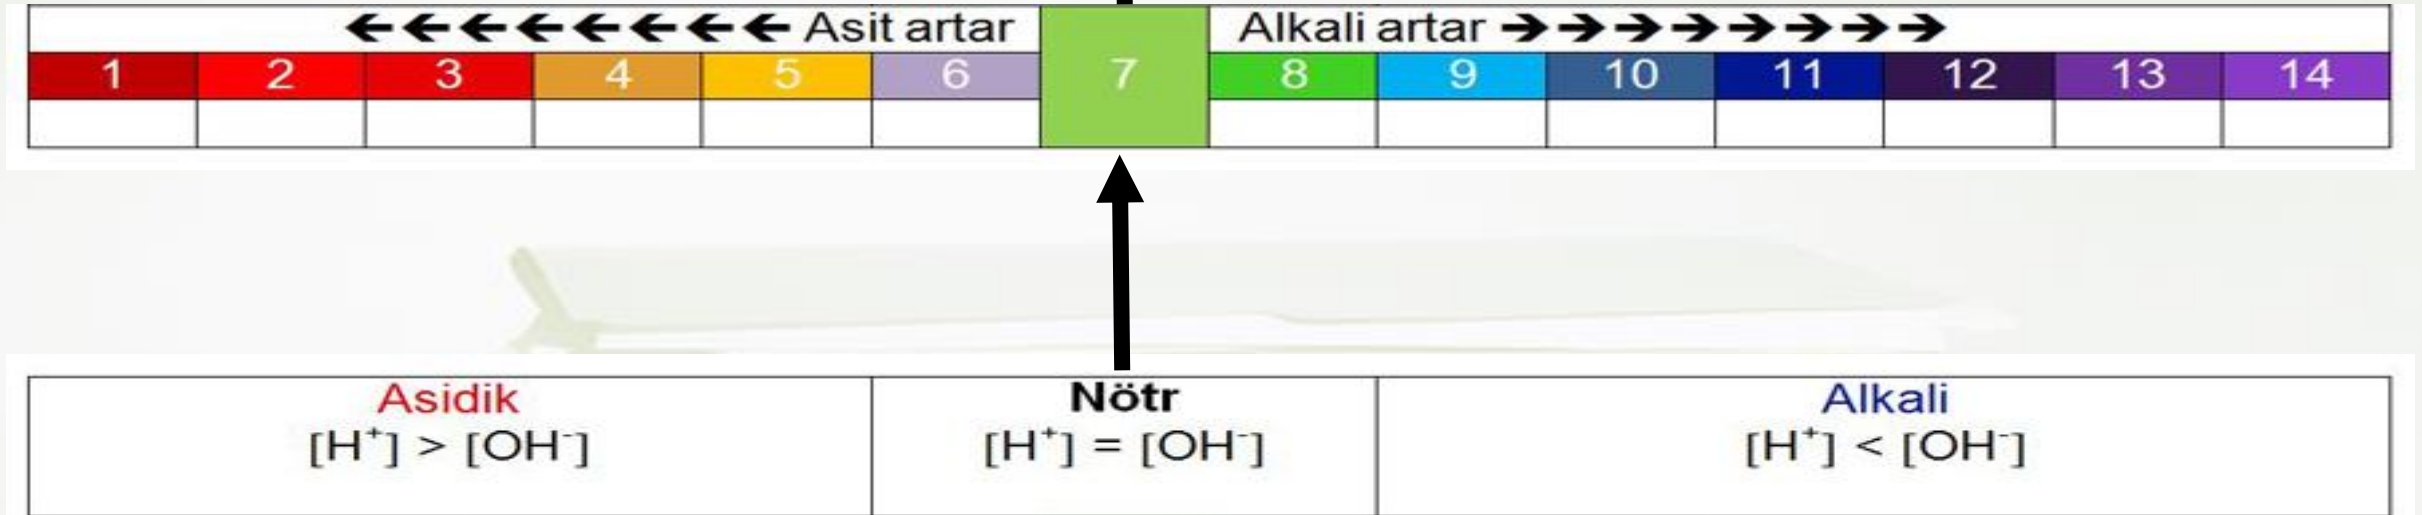 🡸🡸🡸🡸🡸🡸🡸🡸 Asit artar 7 Alkali artar 🡺🡺🡺🡺🡺🡺🡺🡺
1 2 3 4 5 6 8 9 10 11 12 13 14
Asidik Nötr Alkali
[H⁺] > [OH⁻] [H⁺] = [OH⁻] [H⁺] < [OH⁻]